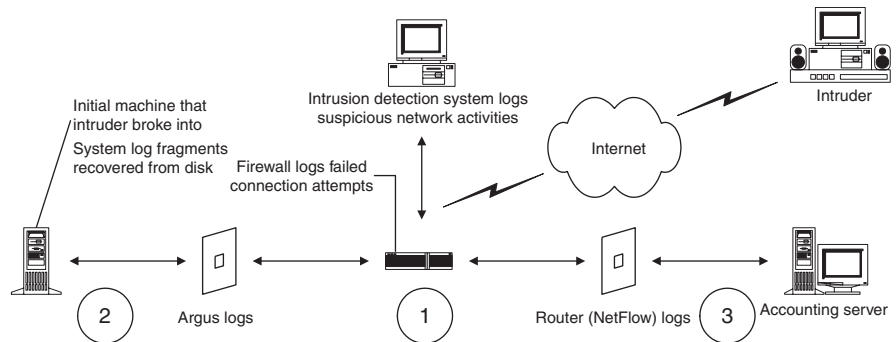 Initial machine that
intruder broke into
System log fragments
recovered from disk
Intrusion detection system logs
suspicious network activities
Firewall logs failed
connection attempts
Internet
Intruder
2
Argus logs
1
Router (NetFlow) logs
3
Accounting server